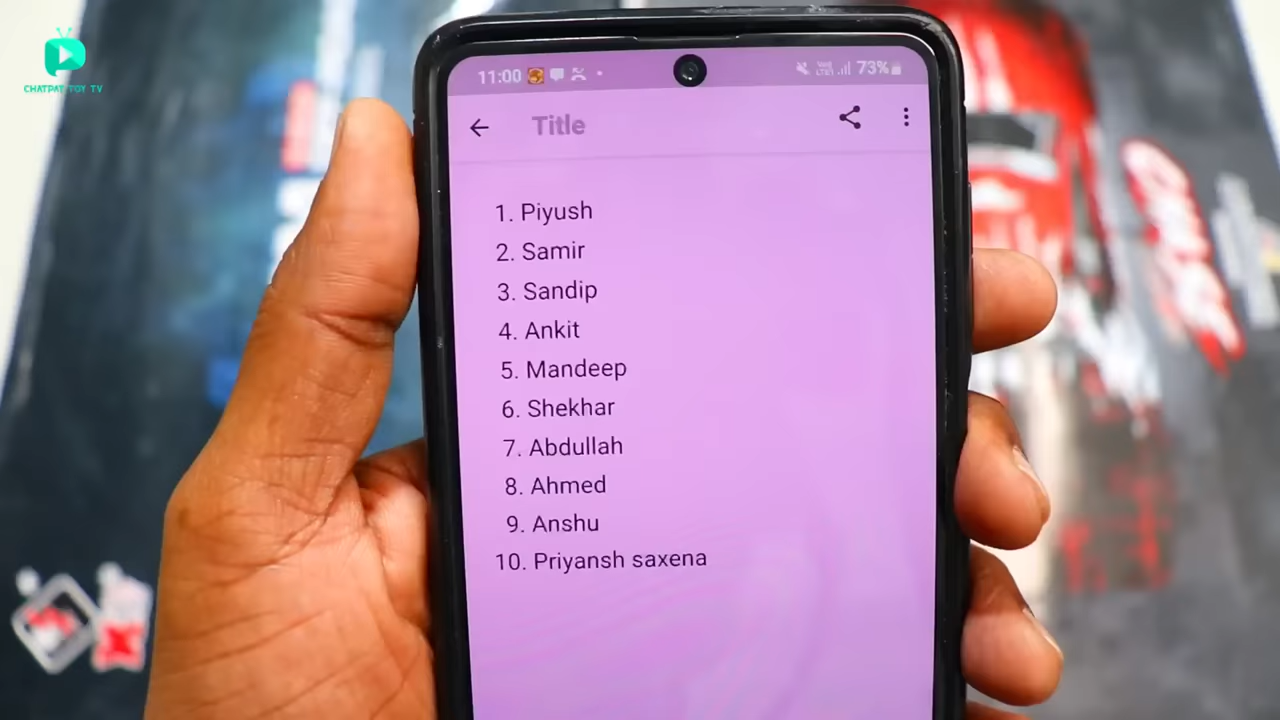 CHATPAT TOY TV
11:00
73%
Title
1. Piyush
2. Samir
3. Sandip
4. Ankit
5. Mandeep
6. Shekhar
7. Abdullah
8. Ahmed
9. Anshu
10. Priyansh saxena